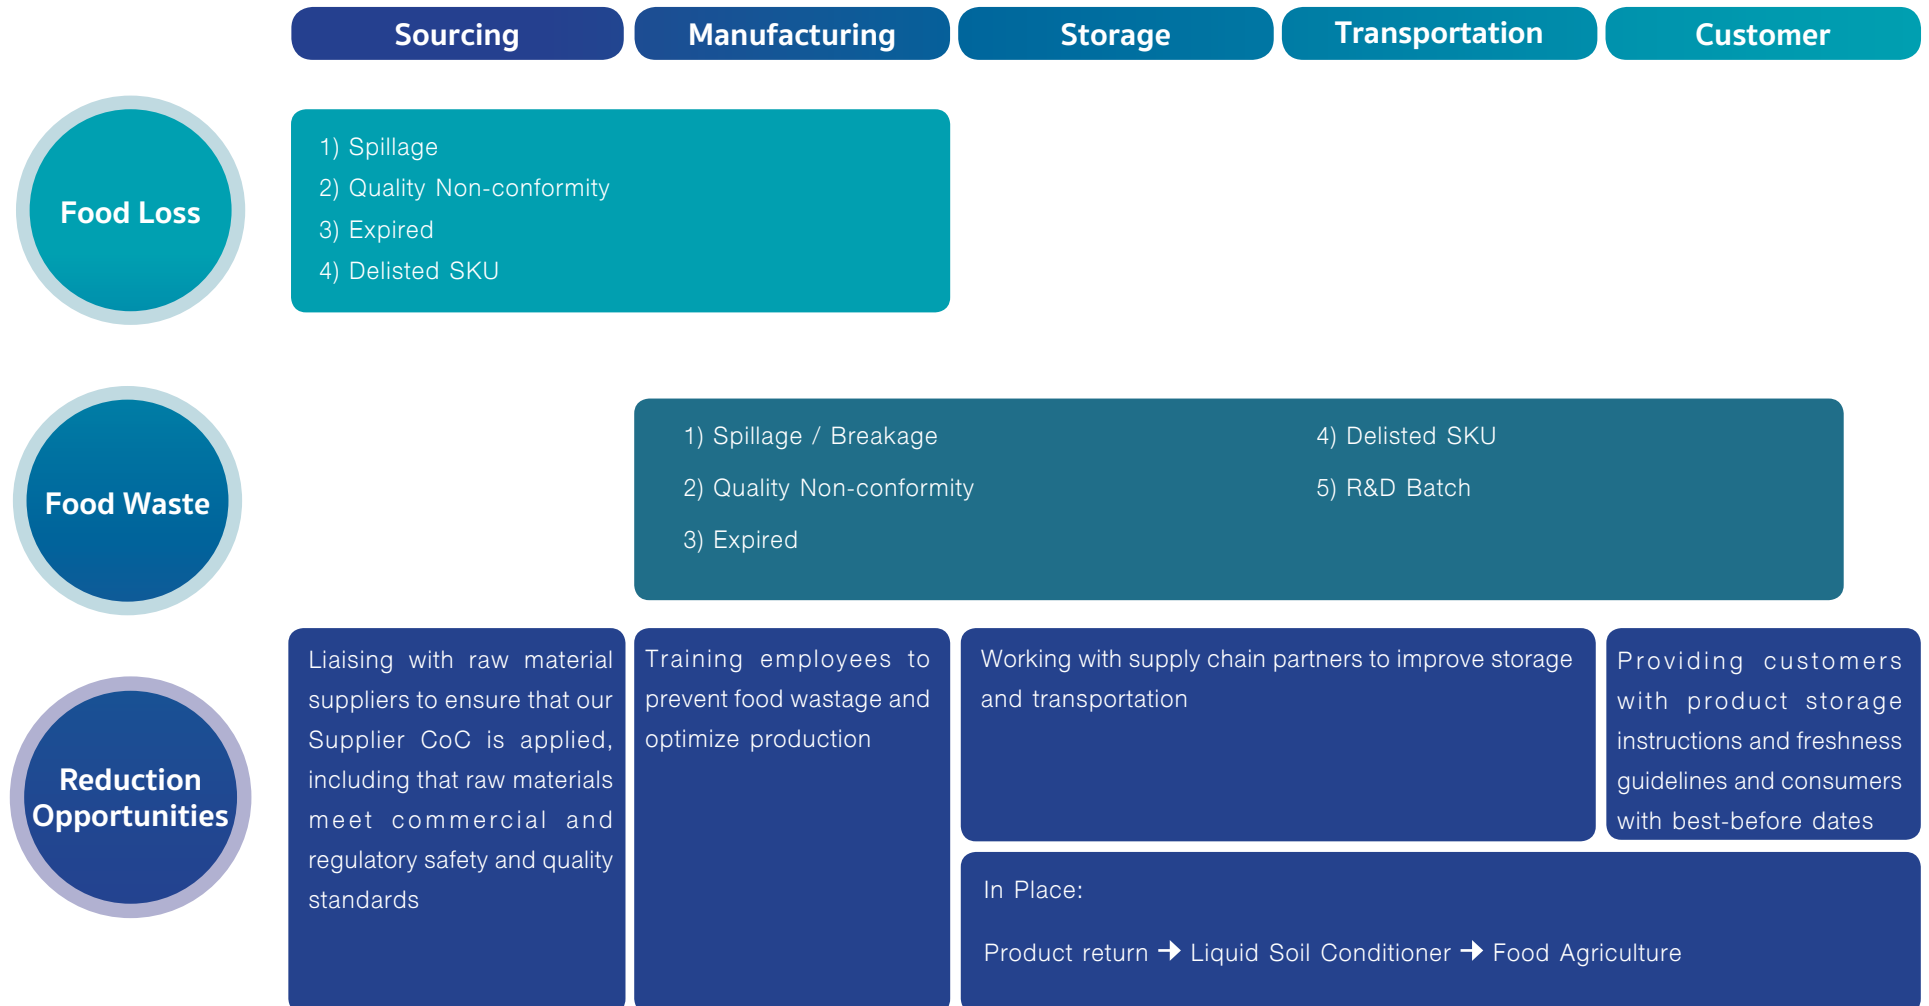 Sourcing
Manufacturing
Storage
Transportation
Customer
Food Loss
1) Spillage
2) Quality Non-conformity
3) Expired
4) Delisted SKU
Food Waste
1) Spillage / Breakage
2) Quality Non-conformity
3) Expired
4) Delisted SKU
5) R&D Batch
Reduction
Opportunities
Liaising with raw material
suppliers to ensure that our
Supplier CoC is applied,
including that raw materials
meet commercial and
regulatory safety and quality
standards
Training employees to
prevent food wastage and
optimize production
Working with supply chain partners to improve storage
and transportation
Providing customers
with product storage
instructions and freshness
guidelines and consumers
with best-before dates
In Place:
Product return → Liquid Soil Conditioner → Food Agriculture